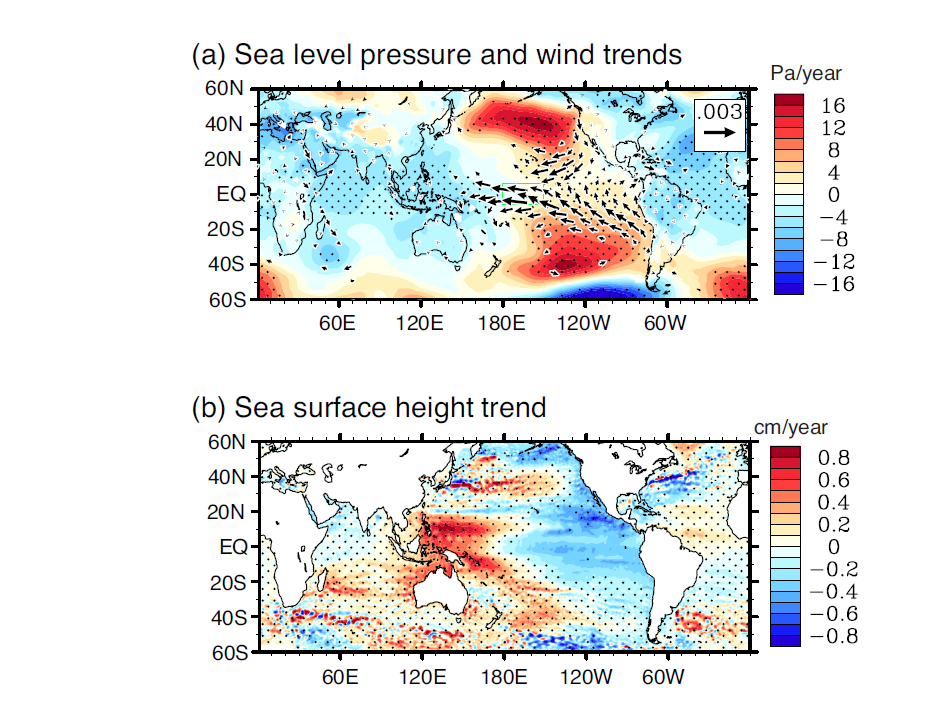 (a) Sea level pressure and wind trends
Pa/year
60N
40N
20N
EQ
20S
40S
60S
.003
16
12
8
4
0
−4
−8
−12
−16
60E 120E 180E 120W 60W
(b) Sea surface height trend
cm/year
60N
40N
20N
EQ
20S
40S
60S
0.8
0.6
0.4
0.2
0
−0.2
−0.4
−0.6
−0.8
60E 120E 180E 120W 60W